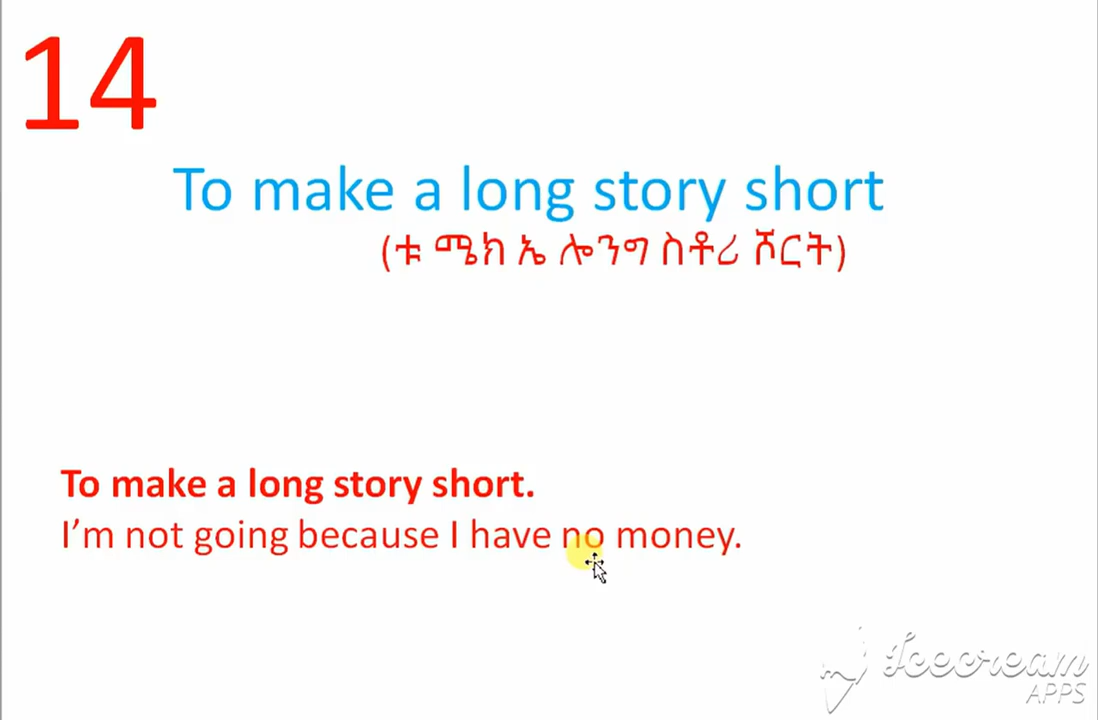 14
To make a long story short
(ቱ ሜክ ኤ ሎንግ ስቶሪ ሾርት)
To make a long story short.
I’m not going because I have no money.
Icecream
APPS